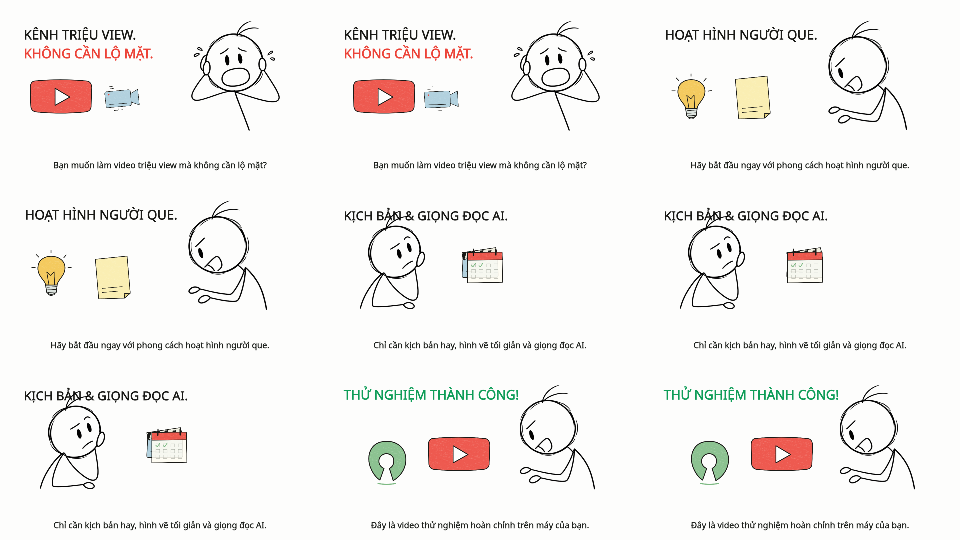 KÊNH TRIỆU VIEW.
KHÔNG CẦN LỘ MẶT.
Bạn muốn làm video triệu view mà không cần lộ mặt?
KÊNH TRIỆU VIEW.
KHÔNG CẦN LỘ MẶT.
Bạn muốn làm video triệu view mà không cần lộ mặt?
HOẠT HÌNH NGƯỜI QUE.
Hãy bắt đầu ngay với phong cách hoạt hình người que.
HOẠT HÌNH NGƯỜI QUE.
Hãy bắt đầu ngay với phong cách hoạt hình người que.
KỊCH BẢN & GIỌNG ĐỌC AI.
Chỉ cần kịch bản hay, hình vẽ tối giản và giọng đọc AI.
KỊCH BẢN & GIỌNG ĐỌC AI.
Chỉ cần kịch bản hay, hình vẽ tối giản và giọng đọc AI.
KỊCH BẢN & GIỌNG ĐỌC AI.
Chỉ cần kịch bản hay, hình vẽ tối giản và giọng đọc AI.
THỬ NGHIỆM THÀNH CÔNG!
Đây là video thử nghiệm hoàn chỉnh trên máy của bạn.
THỬ NGHIỆM THÀNH CÔNG!
Đây là video thử nghiệm hoàn chỉnh trên máy của bạn.